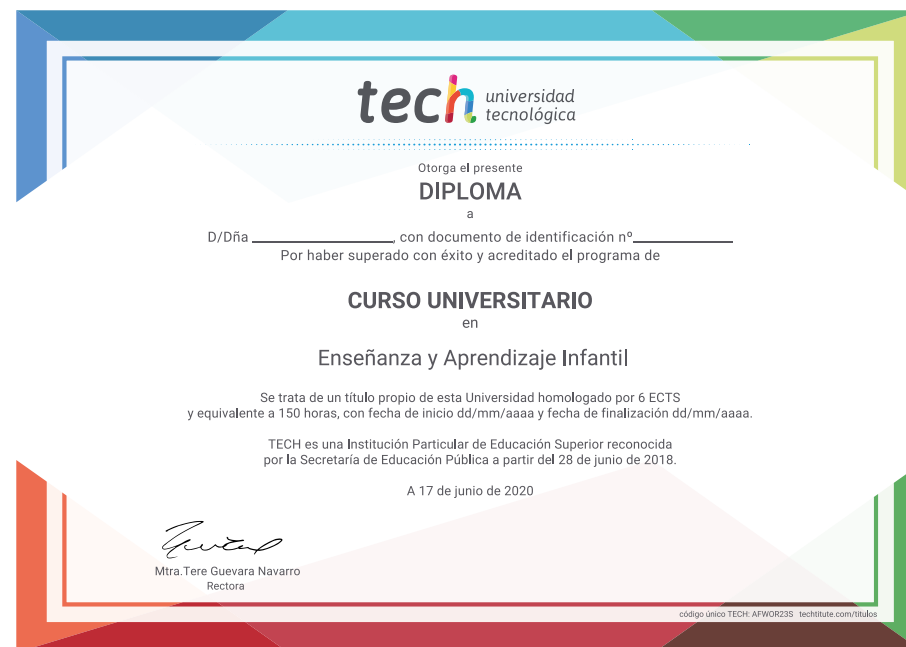 tech universidad
tecnológica
Otorga el presente
DIPLOMA
a
D/Dña ____________________, con documento de identificación nº______________
Por haber superado con éxito y acreditado el programa de
CURSO UNIVERSITARIO
en
Enseñanza y Aprendizaje Infantil
Se trata de un título propio de esta Universidad homologado por 6 ECTS
y equivalente a 150 horas, con fecha de inicio dd/mm/aaaa y fecha de finalización dd/mm/aaaa.
TECH es una Institución Particular de Educación Superior reconocida
por la Secretaría de Educación Pública a partir del 28 de junio de 2018.
A 17 de junio de 2020
Mtra.Tere Guevara Navarro
Rectora
código único TECH: AFWOR23S techtitute.com/titulos